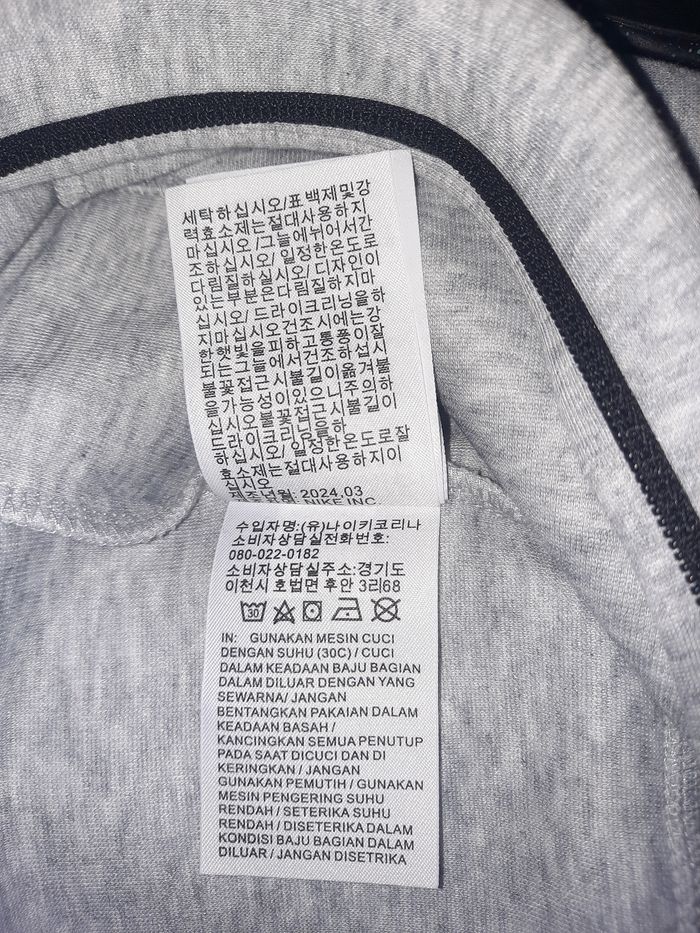 세탁하십시오/표백제및강
력효소제는절대사용하지
마십시오/그늘에뉘어서간
조하십시오/일정한온도로
다림질하실시오/디자인이
있는부분은다림질하지마
십시오/드라이크리닝을하
지마십시오건조시에는강
한햇빛을피하고통풍이잘
되는그늘에서건조하섭시
불꽃접근시불길이옮겨불
을가능성이있으니주의하
십시오불꽃접근시불길이
드라이크리닝을하
하십시오/일정한온도로잘
효소제는절대사용하지이
십시오
제조년월: 2024.03
NIKE INC.
수입자명:(유)나이키코리나
소비자상담실전화번호:
080-022-0182
소비자상담실주소:경기도
이천시 호법면 후안 3리68
30
IN: GUNAKAN MESIN CUCI
DENGAN SUHU (30C) / CUCI
DALAM KEADAAN BAJU BAGIAN
DALAM DILUAR DENGAN YANG
SEWARNA/ JANGAN
BENTANGKAN PAKAIAN DALAM
KEADAAN BASAH /
KANCINGKAN SEMUA PENUTUP
PADA SAAT DICUCI DAN DI
KERINGKAN / JANGAN
GUNAKAN PEMUTIH / GUNAKAN
MESIN PENGERING SUHU
RENDAH / SETERIKA SUHU
RENDAH / DISETERIKA DALAM
KONDISI BAJU BAGIAN DALAM
DILUAR / JANGAN DISETRIKA